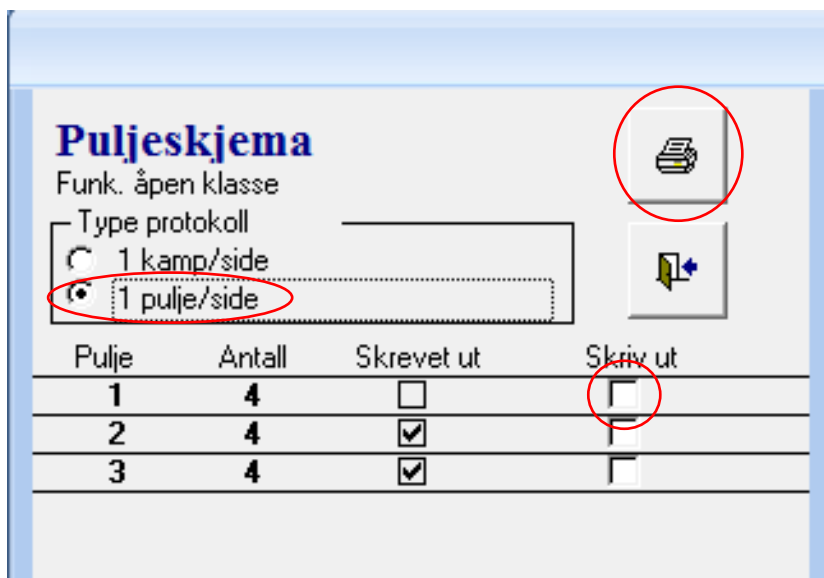 Puljeskjema
Funk. åpen klasse
Type protokoll
1 kamp/side
1 pulje/side
Pulje Antall Skrevet ut Skriv ut
1 4
2 4
3 4